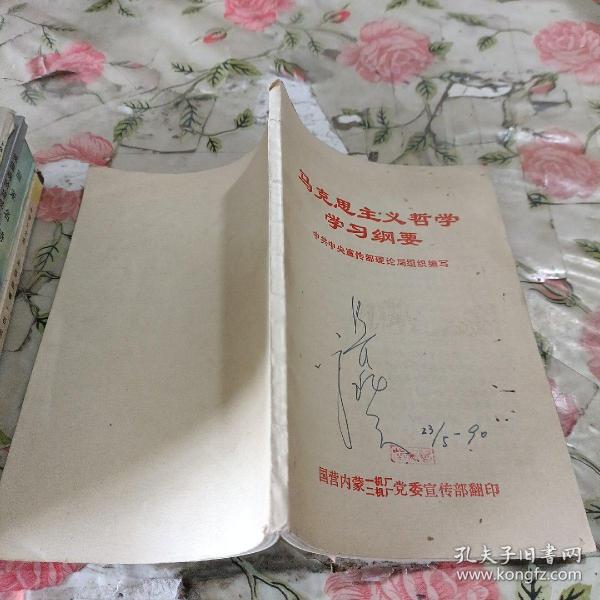 马克思主义哲学
学习纲要
中共中央宣传部理论局组织编写
23/5-90
国营内蒙一机厂二机厂党委宣传部翻印
孔夫子旧书网
www.kongfz.com